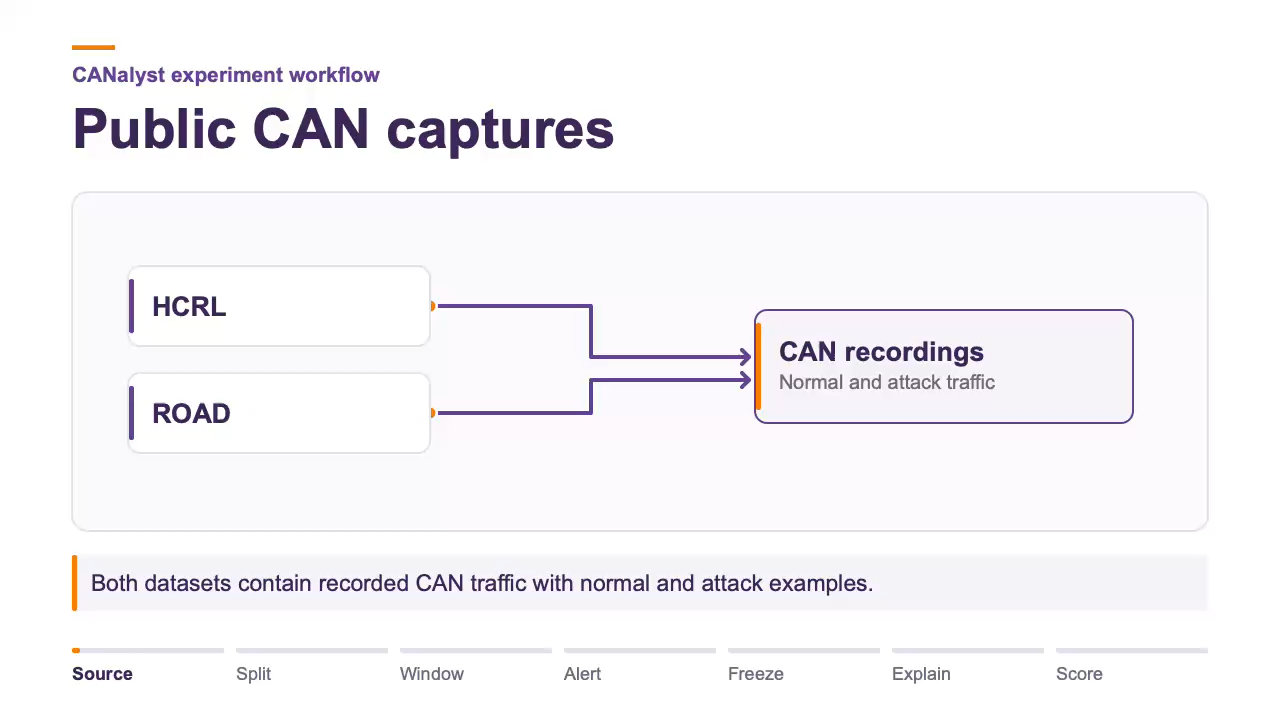 CANalyst experiment workflow
Public CAN captures
HCRL
ROAD
CAN recordings
Normal and attack traffic
Both datasets contain recorded CAN traffic with normal and attack examples.
Source
Split
Window
Alert
Freeze
Explain
Score